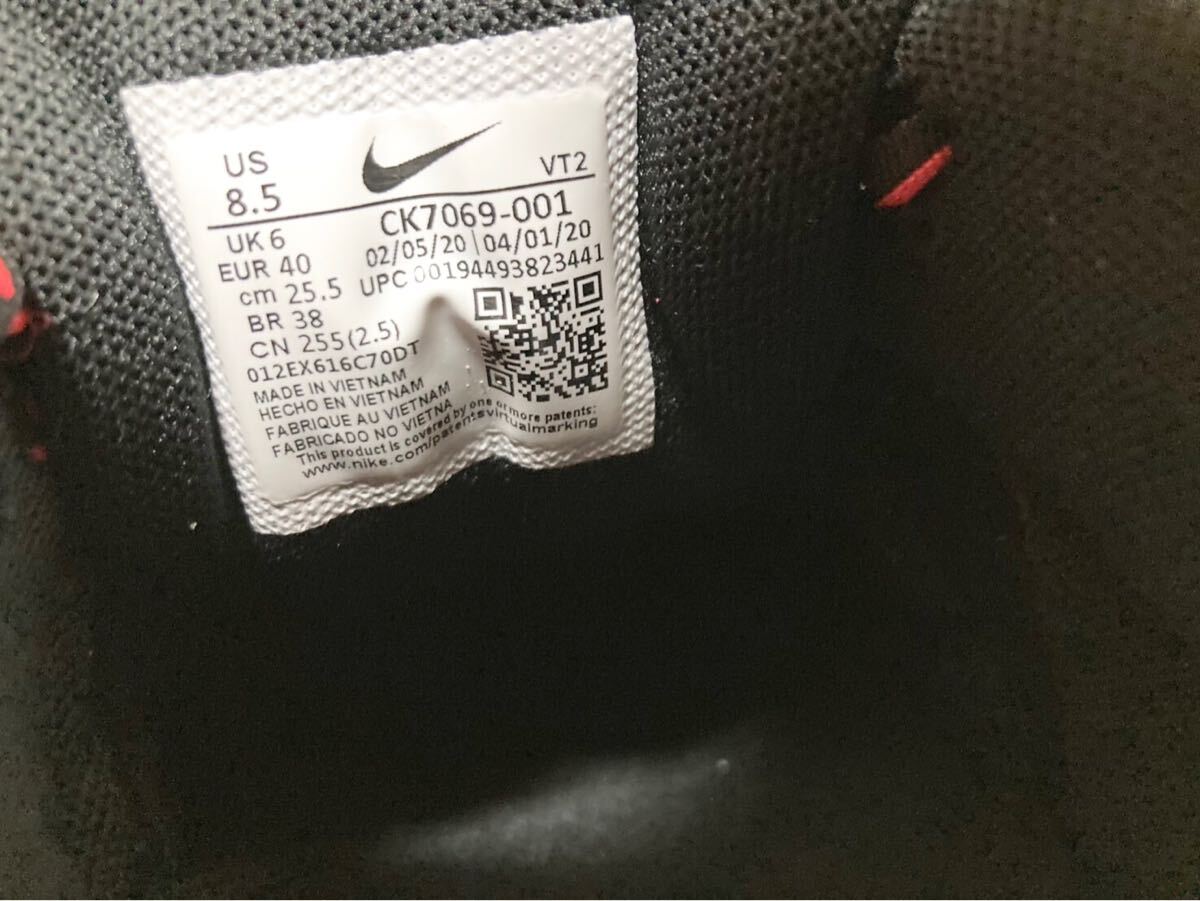 US
8.5
VT2
UK 6
CK7069-001
EUR 40
02/05/20 | 04/01/20
cm 25.5
UPC 00194493823441
BR 38
CN 255(2.5)
012EX616C70DT
MADE IN VIETNAM
HECHO EN VIETNAM
FABRIQUE AU VIETNAM
FABRICADO NO VIETNA
This product is covered by one or more patents:
www.nike.com/patentsvirtualmarking